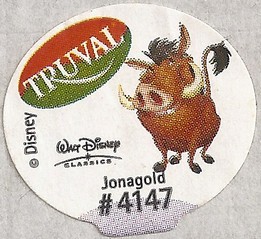 TRUVAL
© Disney
WALT DISNEY
CLASSICS
Jonagold
# 4147